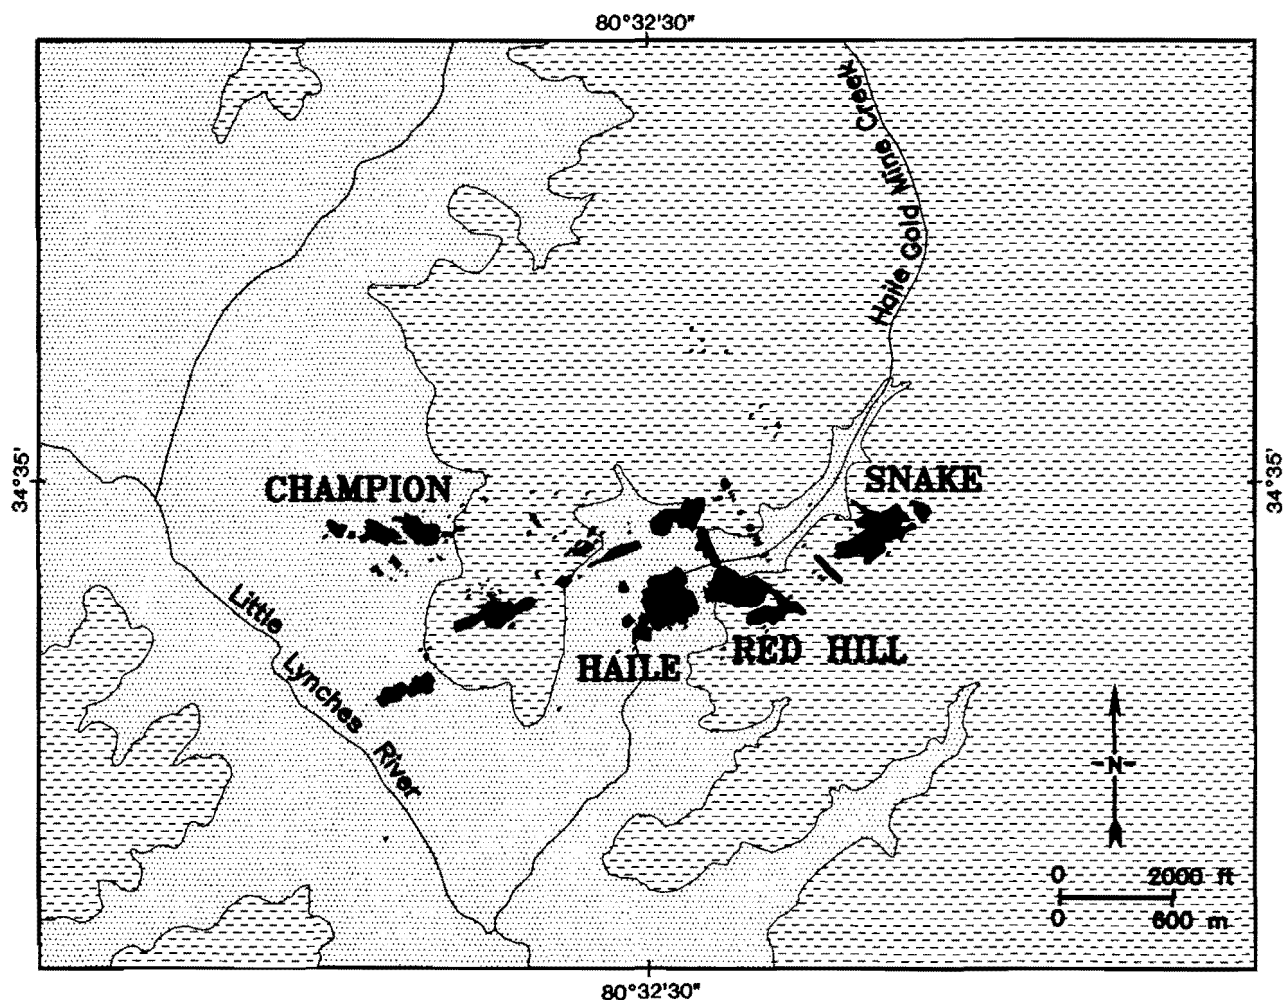 80°32'30"
Haile Gold Mine Creek
34°35'
34°35'
CHAMPION
SNAKE
Little Lynches River
HAILE
RED HILL
-N-
0 2000 ft
0 600 m
80°32'30"